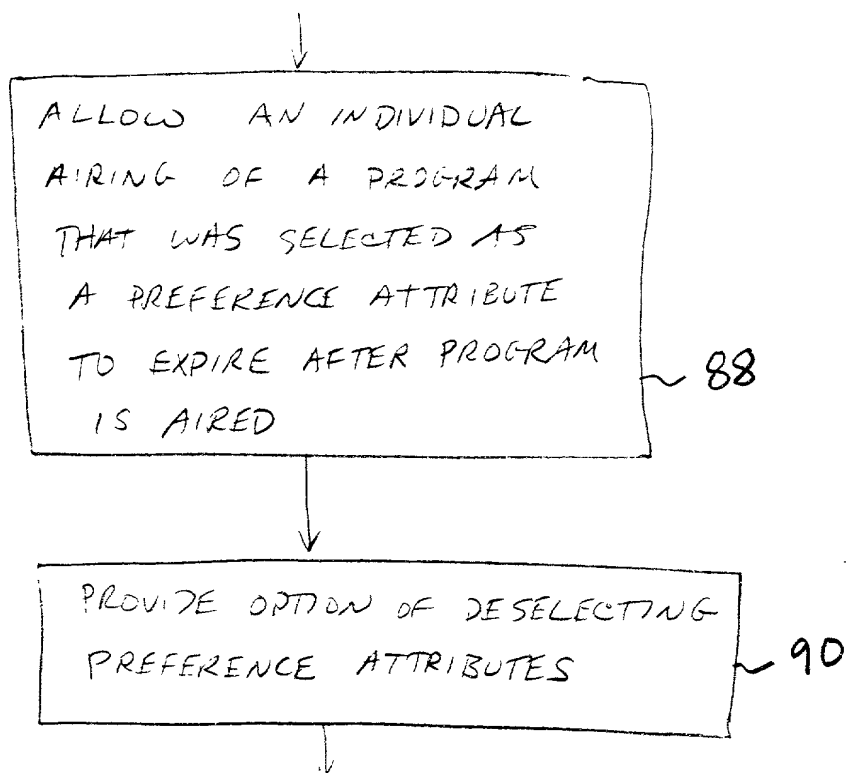 ALLOW AN INDIVIDUAL
AIRING OF A PROGRAM
THAT WAS SELECTED AS
A PREFERENCE ATTRIBUTE
TO EXPIRE AFTER PROGRAM
IS AIRED
88
PROVIDE OPTION OF DESELECTING
PREFERENCE ATTRIBUTES
90